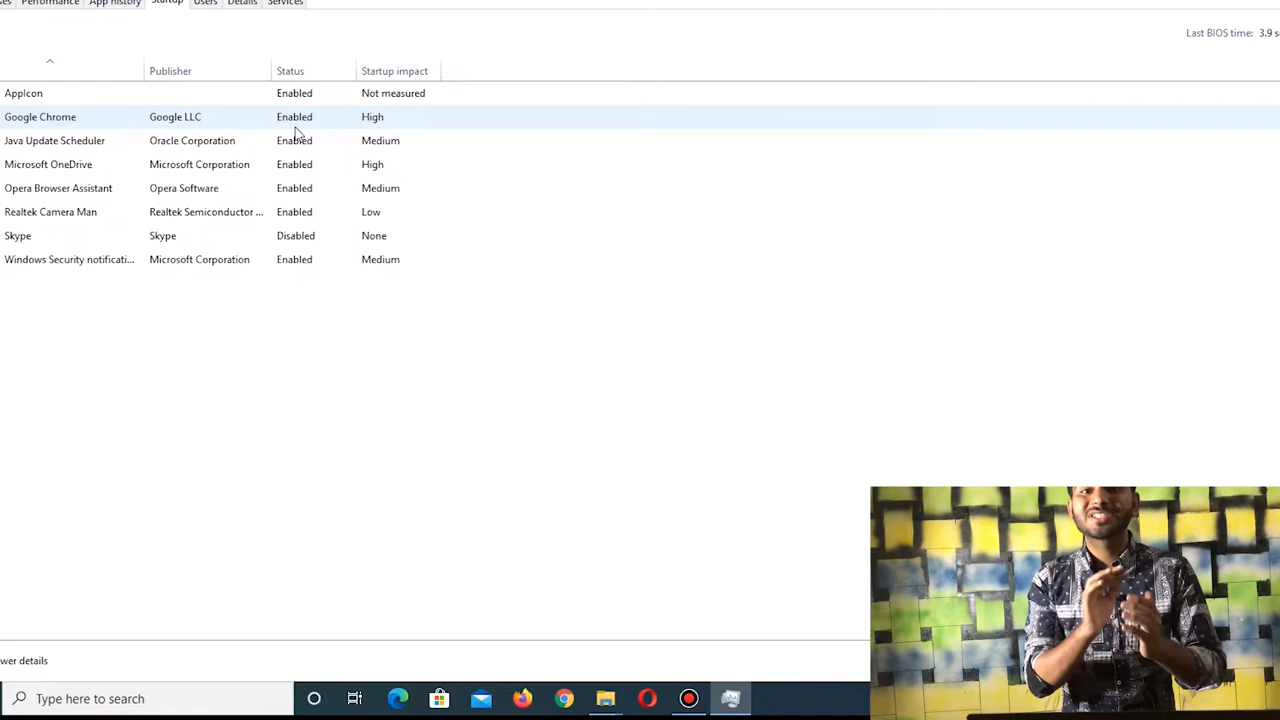 Performance App history Startup Users Details Services
Last BIOS time: 3.9
Publisher Status Startup impact
AppIcon Enabled Not measured
Google Chrome Google LLC Enabled High
Java Update Scheduler Oracle Corporation Enabled Medium
Microsoft OneDrive Microsoft Corporation Enabled High
Opera Browser Assistant Opera Software Enabled Medium
Realtek Camera Man Realtek Semiconductor ... Enabled Low
Skype Skype Disabled None
Windows Security notificati... Microsoft Corporation Enabled Medium
wer details
Type here to search